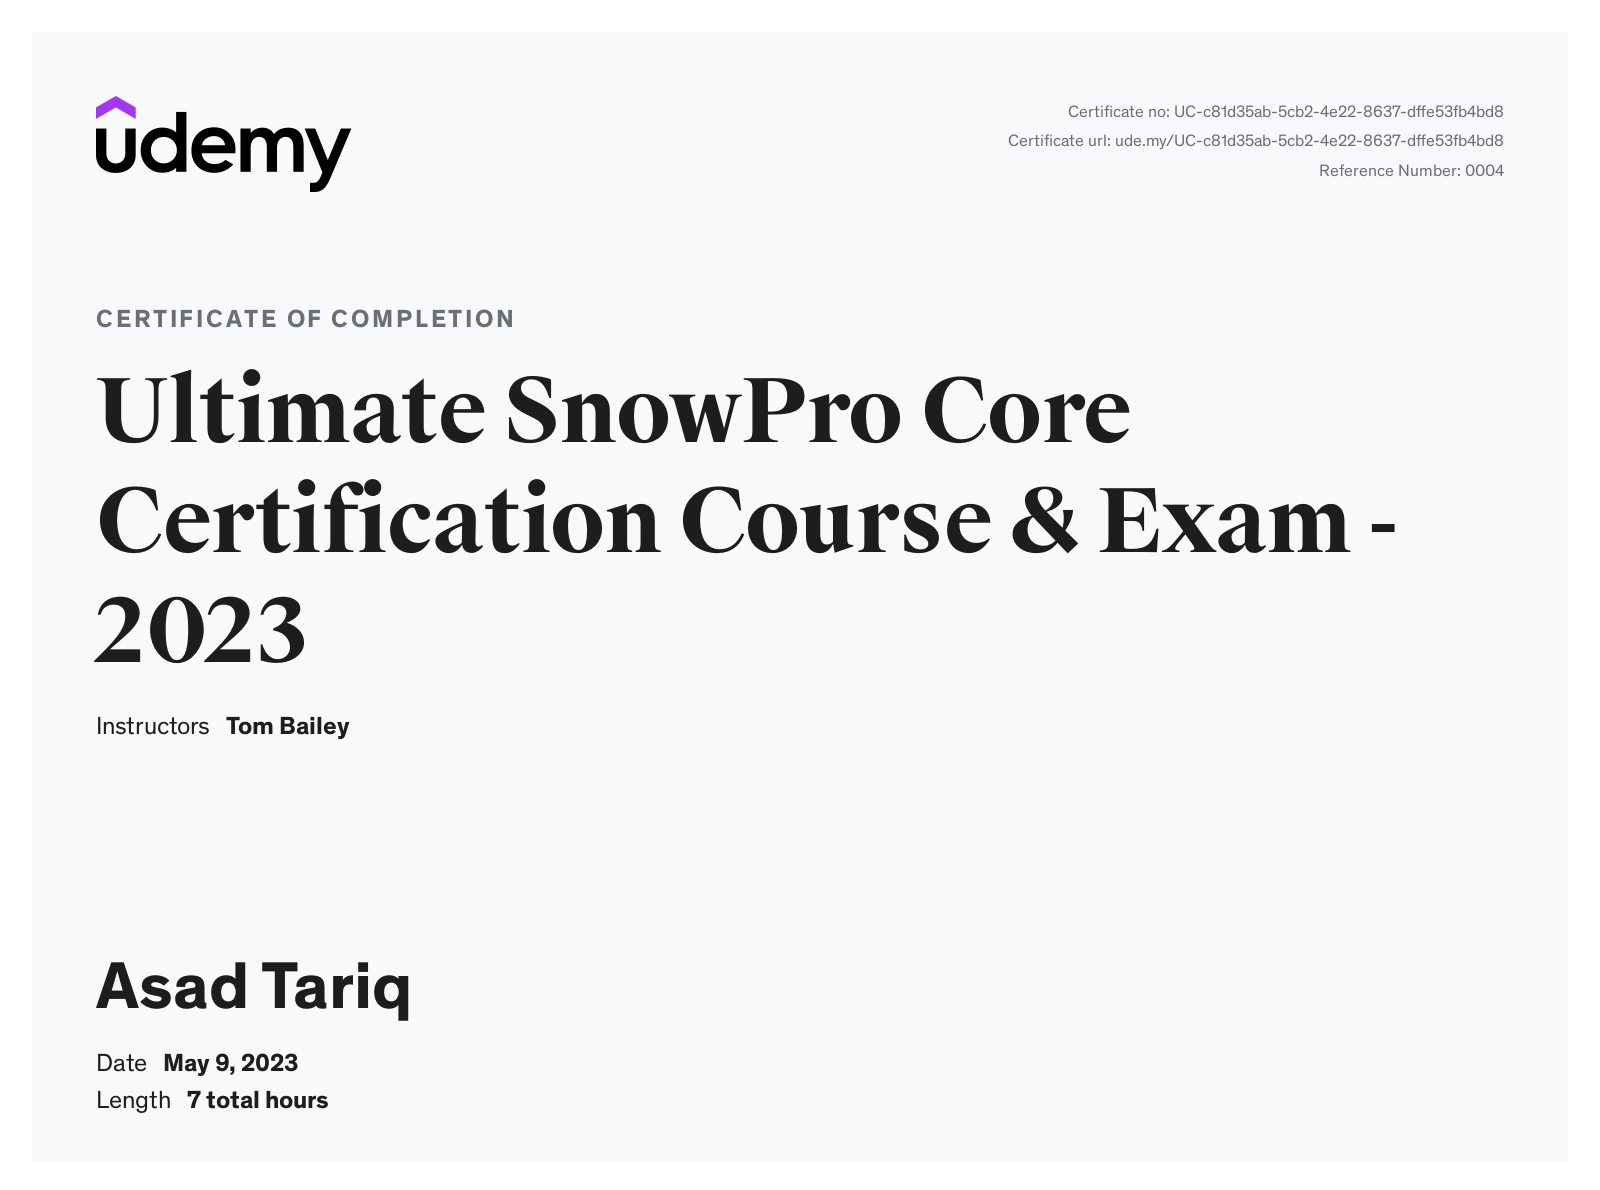 udemy
Certificate no: UC-c81d35ab-5cb2-4e22-8637-dffe53fb4bd8
Certificate url: ude.my/UC-c81d35ab-5cb2-4e22-8637-dffe53fb4bd8
Reference Number: 0004
CERTIFICATE OF COMPLETION
Ultimate SnowPro Core
Certification Course & Exam -
2023
Instructors Tom Bailey
Asad Tariq
Date May 9, 2023
Length 7 total hours